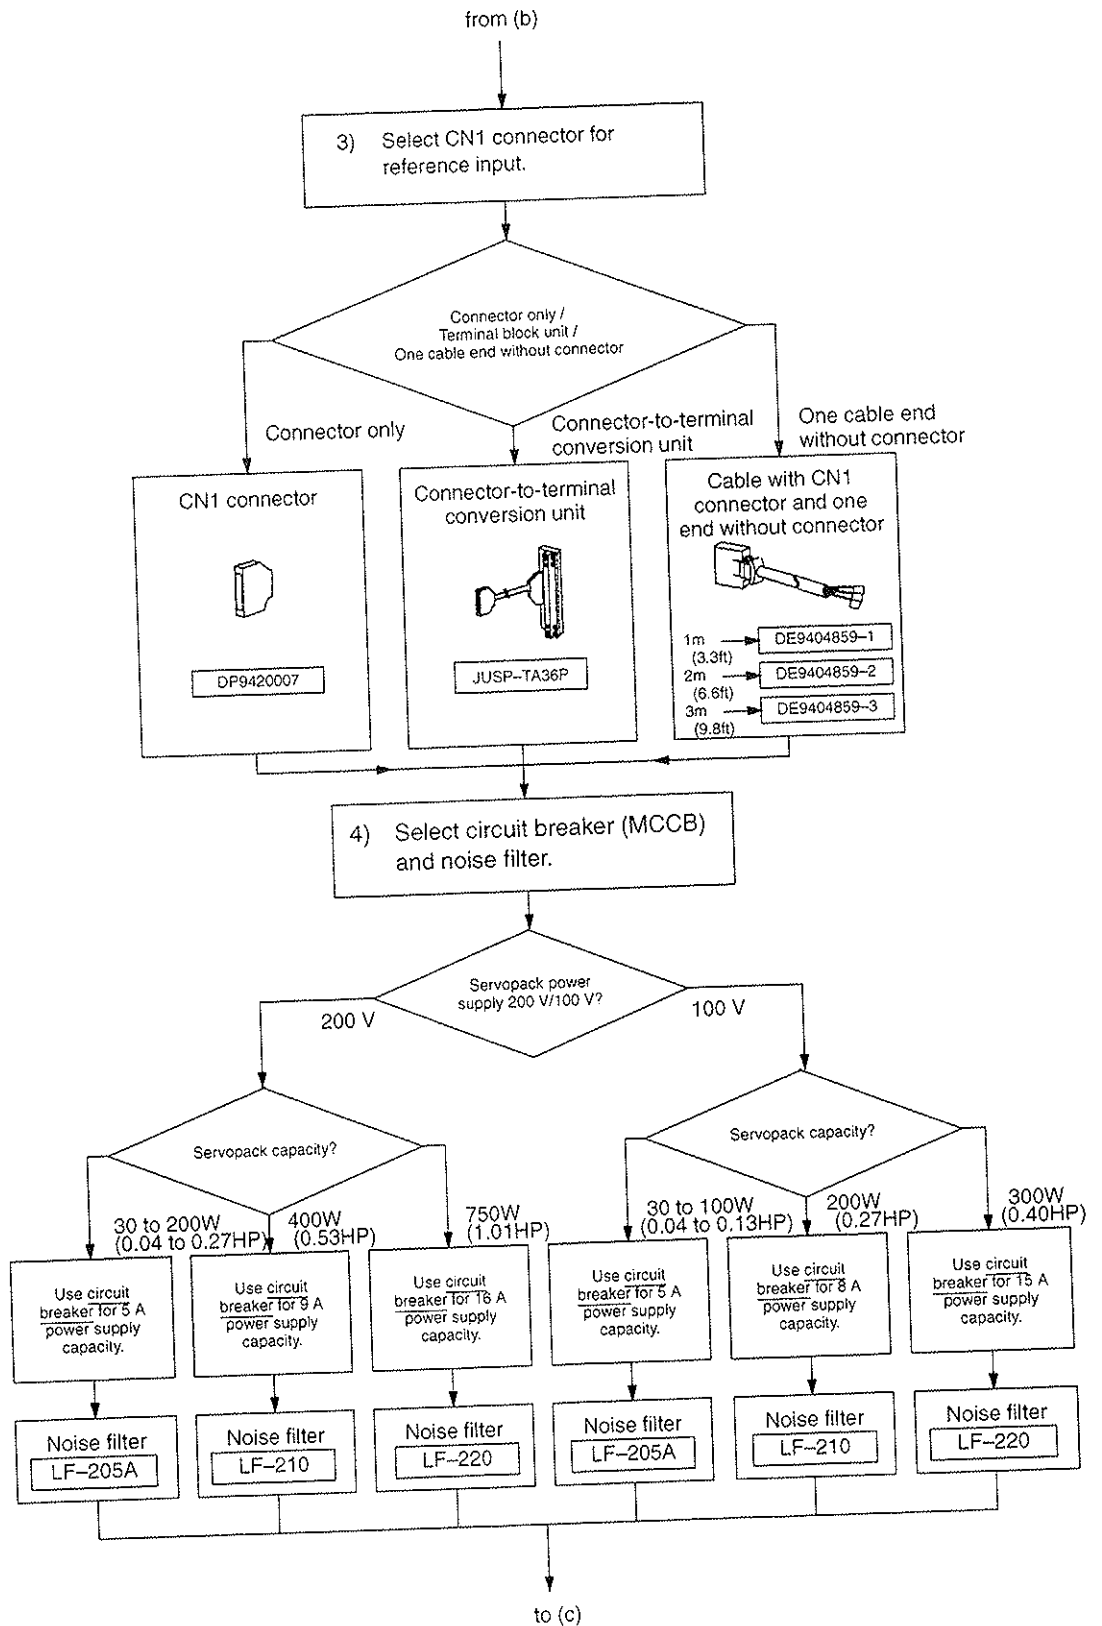 from (b)
3) Select CN1 connector for
reference input.
Connector only /
Terminal block unit /
One cable end without connector
Connector only
Connector-to-terminal
conversion unit
One cable end
without connector
CN1 connector
DP9420007
Connector-to-terminal
conversion unit
JUSP–TA36P
Cable with CN1
connector and one
end without connector
1m
(3.3ft)
DE9404859–1
2m
(6.6ft)
DE9404859–2
3m
(9.8ft)
DE9404859–3
4) Select circuit breaker (MCCB)
and noise filter.
Servopack power
supply 200 V/100 V?
200 V
100 V
Servopack capacity?
Servopack capacity?
30 to 200W
(0.04 to 0.27HP)
400W
(0.53HP)
750W
(1.01HP)
30 to 100W
(0.04 to 0.13HP)
200W
(0.27HP)
300W
(0.40HP)
Use circuit
breaker for 5 A
power supply
capacity.
Use circuit
breaker for 9 A
power supply
capacity.
Use circuit
breaker for 16 A
power supply
capacity.
Use circuit
breaker for 5 A
power supply
capacity.
Use circuit
breaker for 8 A
power supply
capacity.
Use circuit
breaker for 15 A
power supply
capacity.
Noise filter
LF–205A
Noise filter
LF–210
Noise filter
LF–220
Noise filter
LF–205A
Noise filter
LF–210
Noise filter
LF–220
to (c)